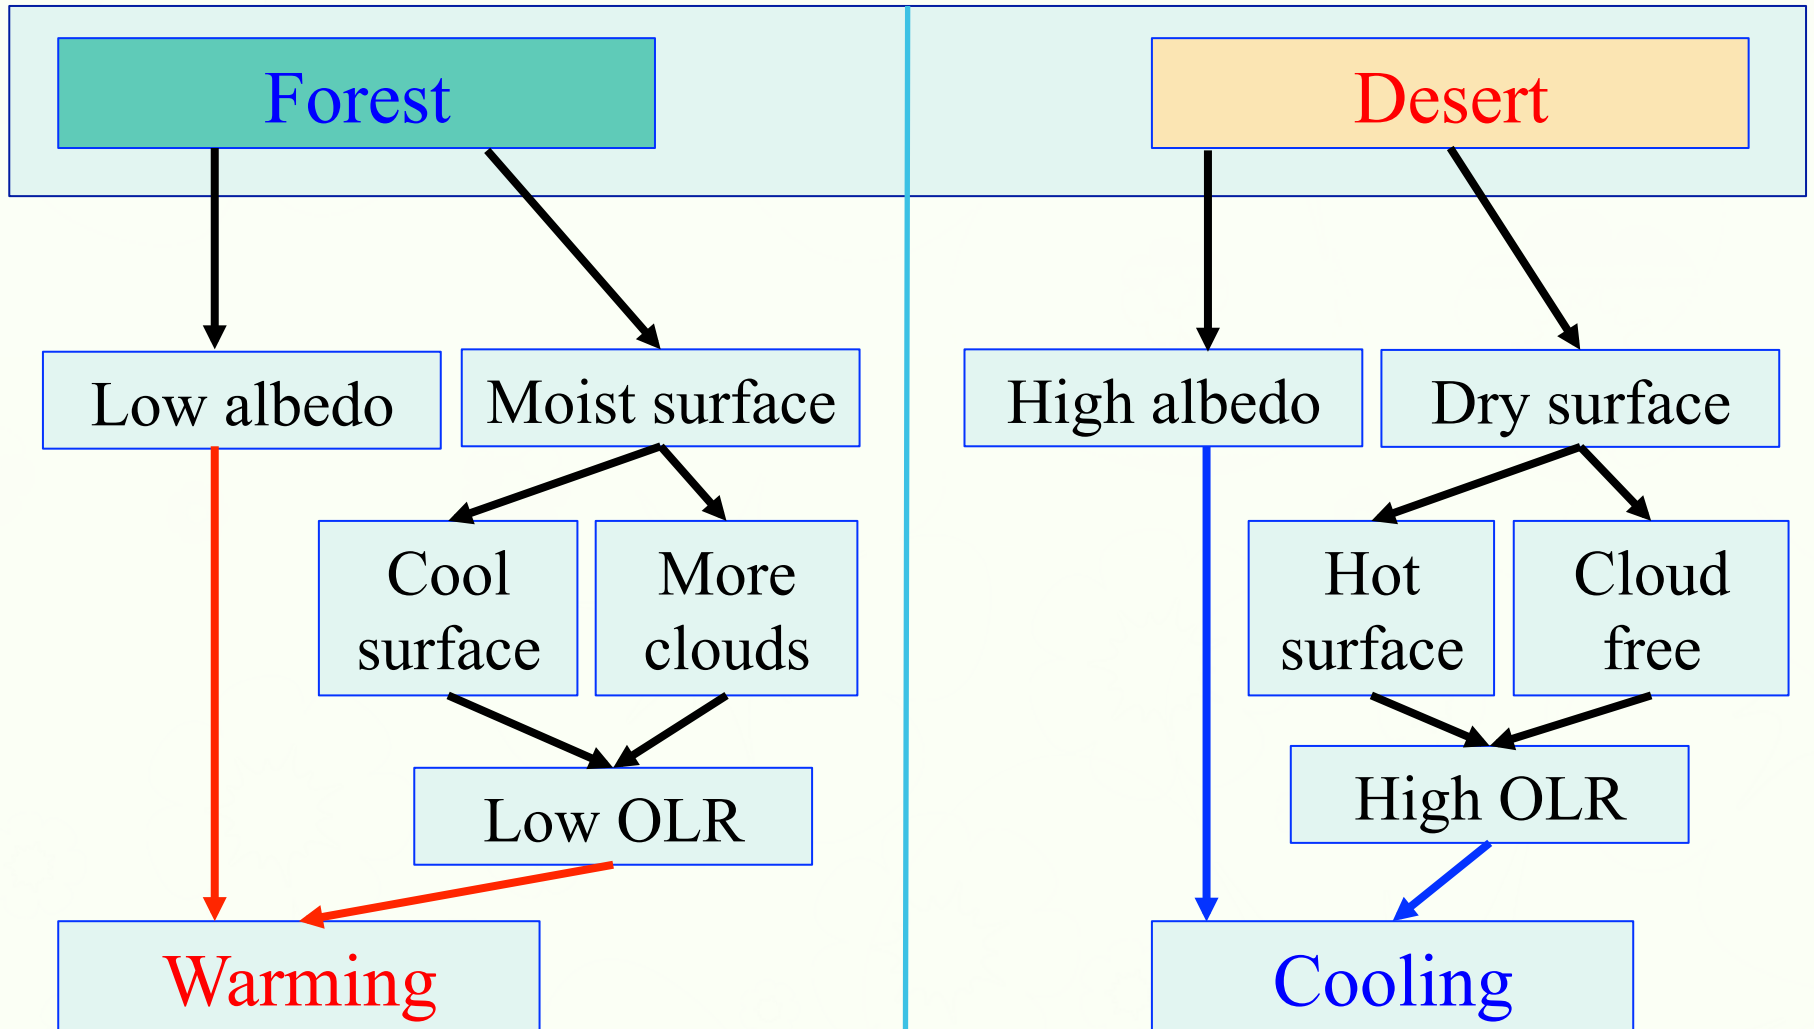 Forest
Desert
Low albedo
Moist surface
High albedo
Dry surface
Cool
surface
More
clouds
Hot
surface
Cloud
free
Low OLR
High OLR
Warming
Cooling